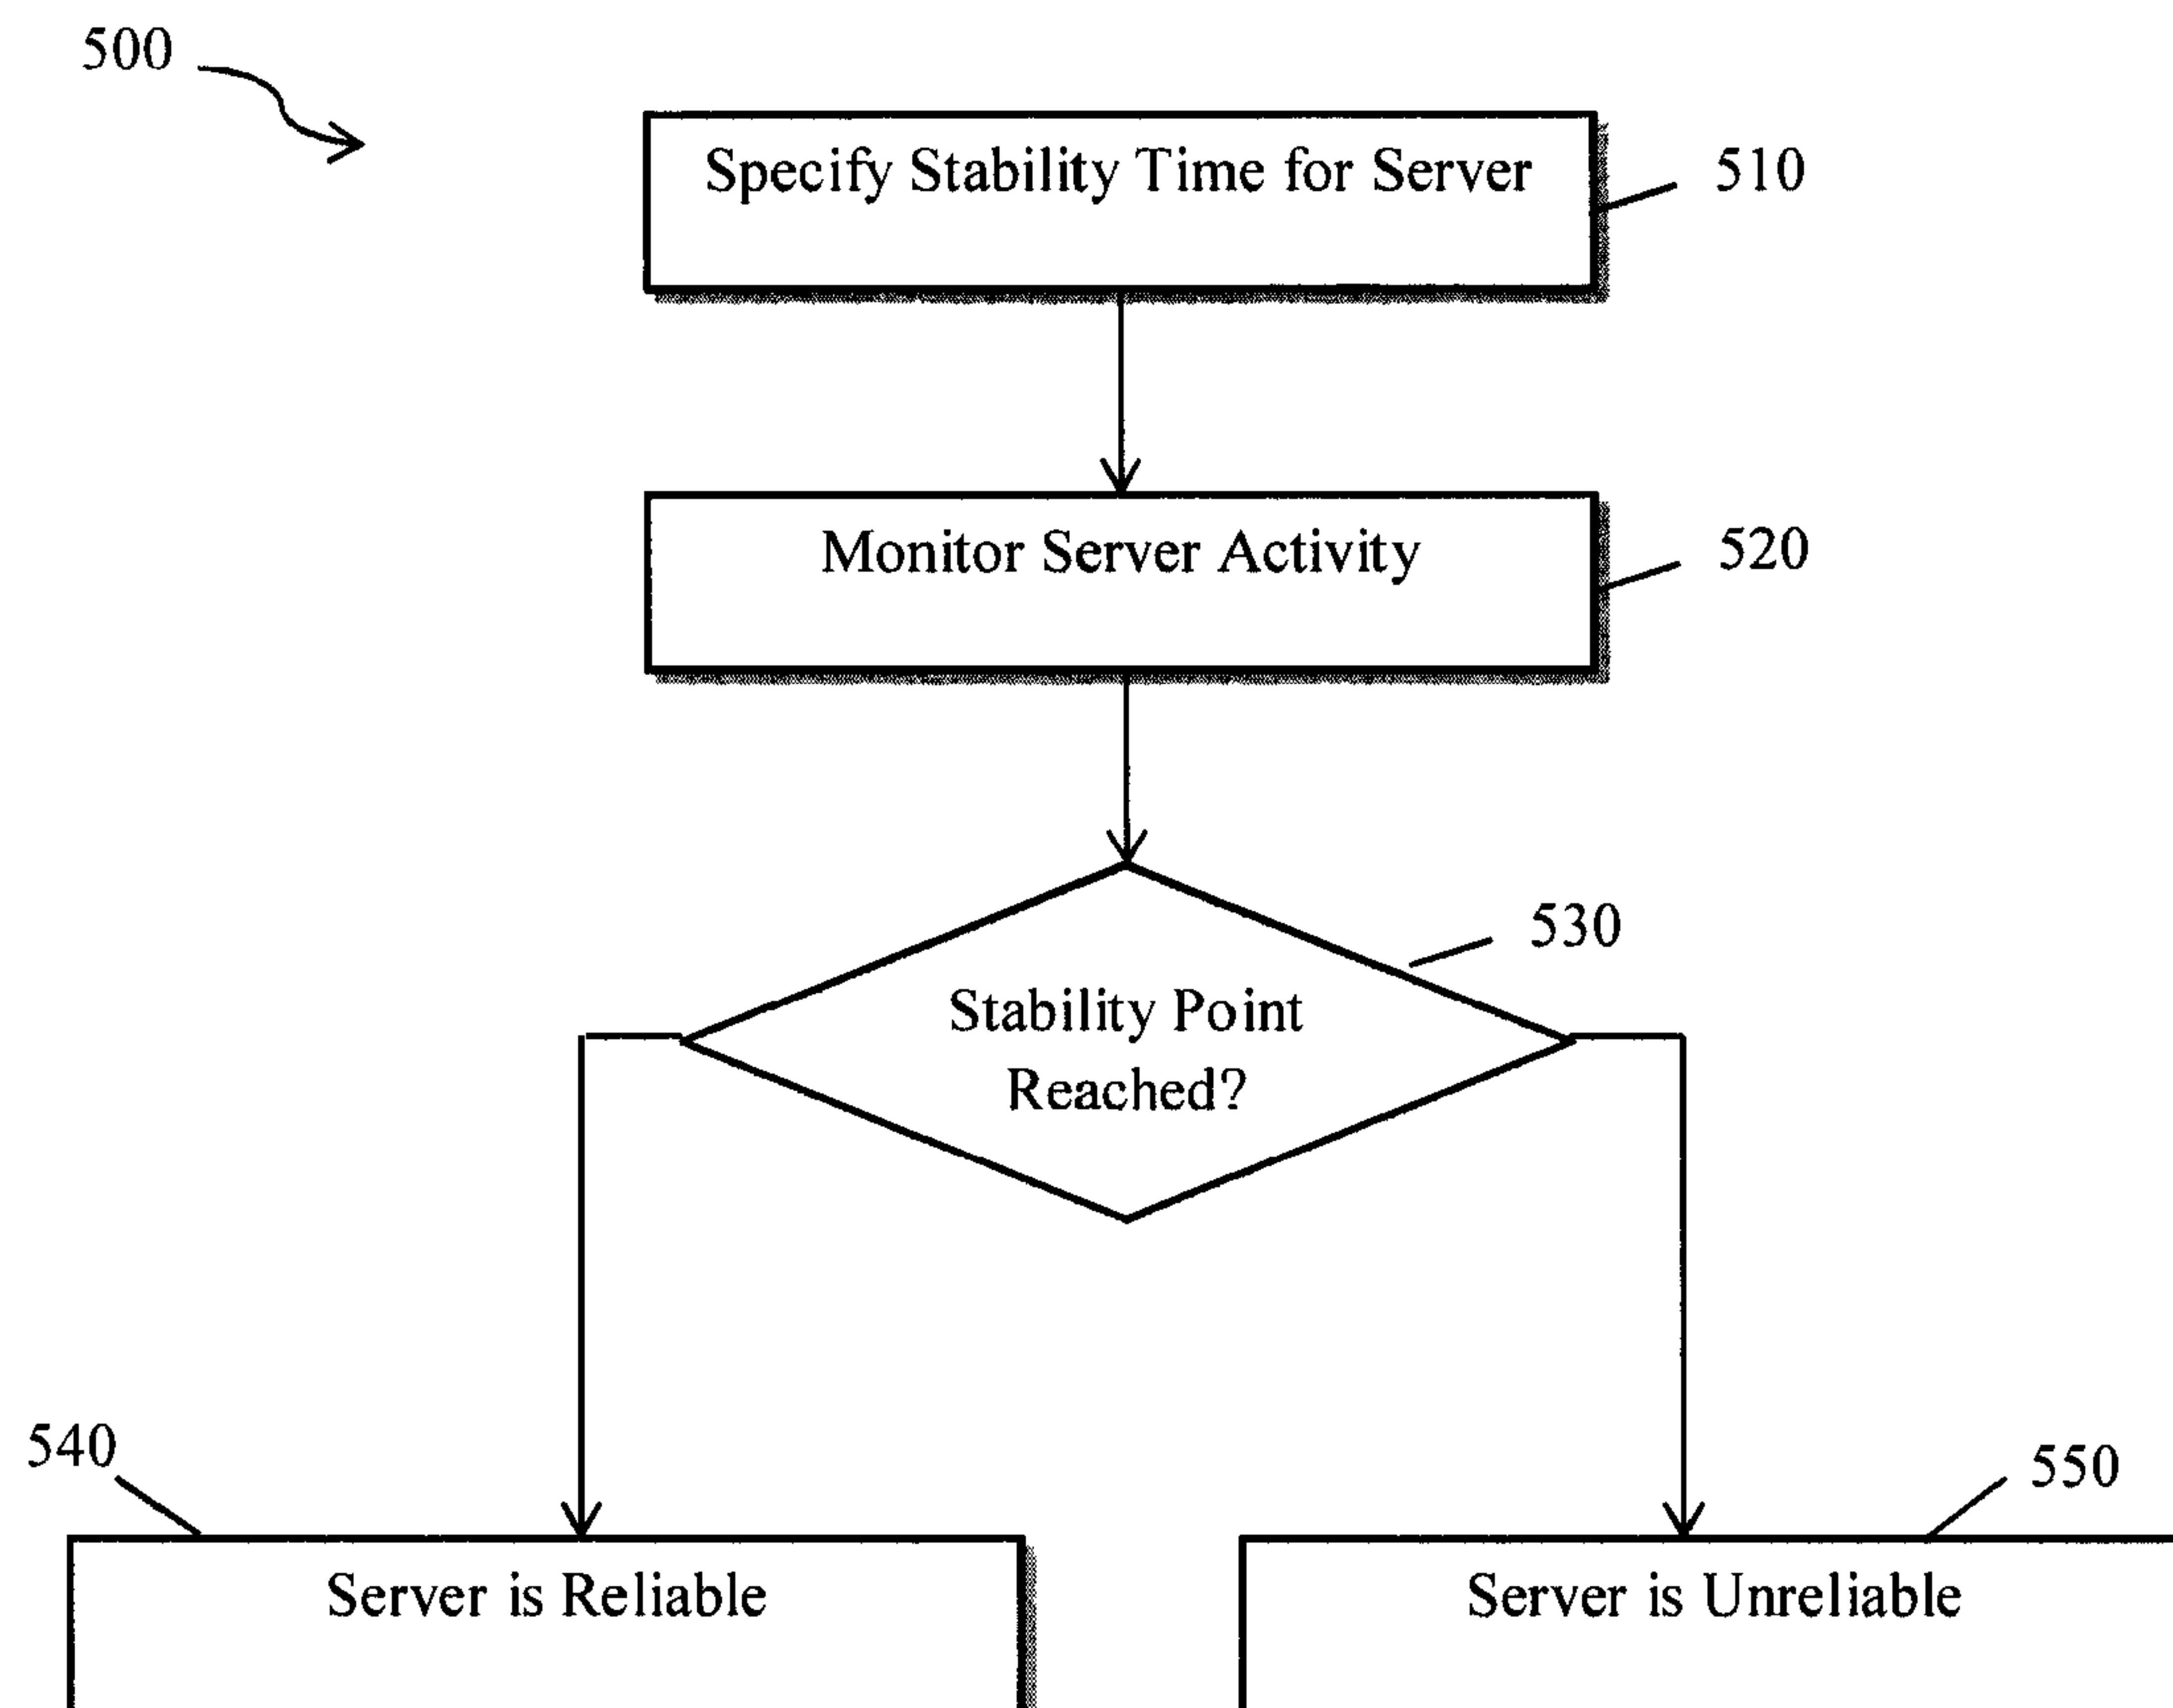 500
Specify Stability Time for Server
510
Monitor Server Activity
520
530
Stability Point
Reached?
540
550
Server is Reliable
Server is Unreliable